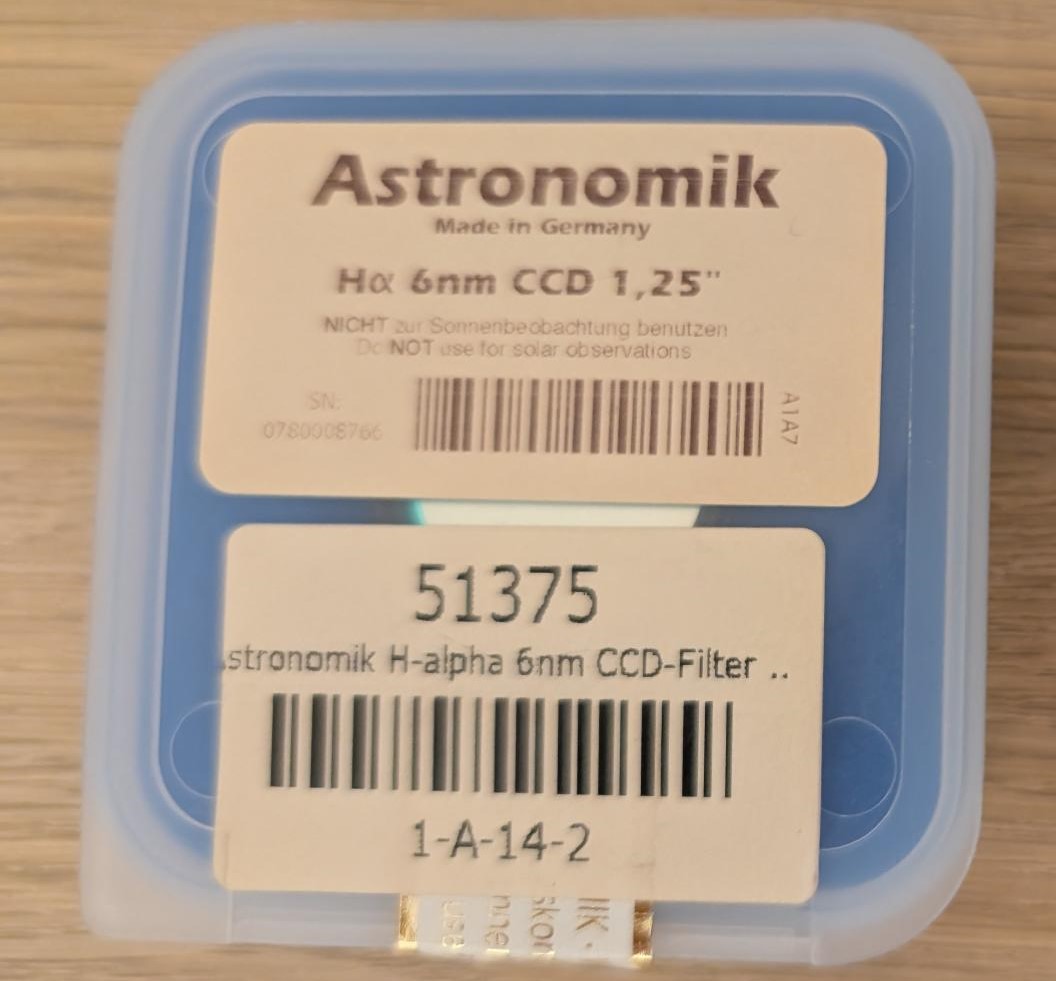 Astronomik
Made in Germany
Hα 6nm CCD 1,25"
NICHT zur Sonnenbeobachtung benutzen
Do NOT use for solar observations
SN:
0780008766
A1A7
51375
stronomik H-alpha 6nm CCD-Filter ..
1-A-14-2